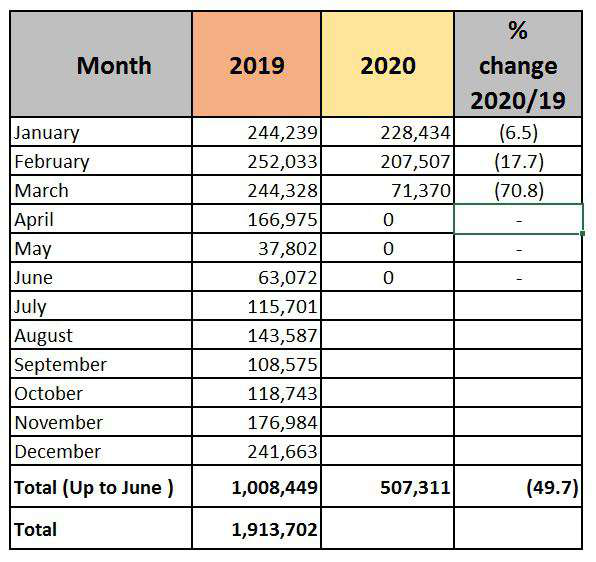 Month 2019 2020 %
change
2020/19
January 244,239 228,434 (6.5)
February 252,033 207,507 (17.7)
March 244,328 71,370 (70.8)
April 166,975 0 -
May 37,802 0 -
June 63,072 0 -
July 115,701
August 143,587
September 108,575
October 118,743
November 176,984
December 241,663
Total (Up to June ) 1,008,449 507,311 (49.7)
Total 1,913,702